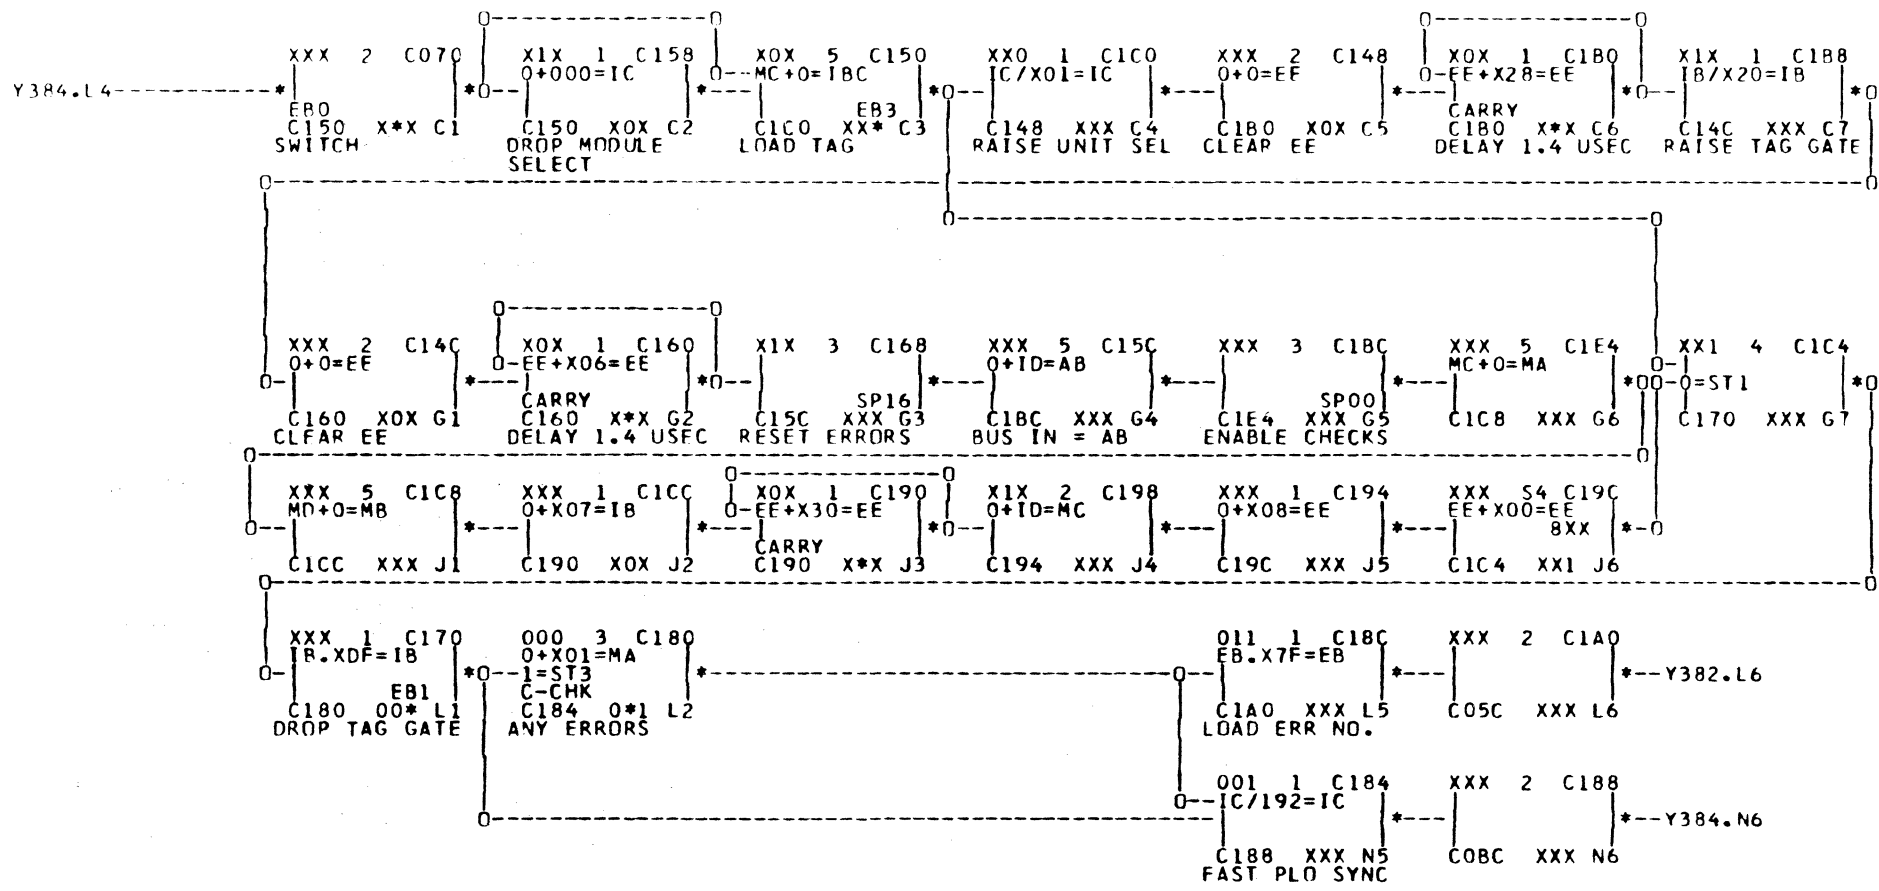 XXX 2 C070 X1X 1 C158 X0X 5 C150 XX0 1 C1C0 XXX 2 C148 X0X 1 C1B0 X1X 1 C1B8
0+000=IC MC+0=IBC IC/X01=IC 0+0=EE EE+X28=EE IB/X20=IB
Y384.L4
EB0 EB3 CARRY
C150 X*X C1 C150 X0X C2 C1C0 XX* C3 C148 XXX C4 C1B0 X0X C5 C1B0 X*X C6 C14C XXX C7
SWITCH DROP MODULE LOAD TAG RAISE UNIT SEL CLEAR EE DELAY 1.4 USEC RAISE TAG GATE
SELECT
XXX 2 C14C X0X 1 C160 X1X 3 C168 XXX 5 C15C XXX 3 C1BC XXX 5 C1E4 XX1 4 C1C4
0+0=EE EE+X06=EE 0+ID=AB MC+0=MA
0=ST1
CARRY SP16 SP00
C160 X0X G1 C160 X*X G2 C15C XXX G3 C1BC XXX G4 C1E4 XXX G5 C1C8 XXX G6 C170 XXX G7
CLEAR EE DELAY 1.4 USEC RESET ERRORS BUS IN = AB ENABLE CHECKS
XXX 5 C1C8 XXX 1 C1CC X0X 1 C190 X1X 2 C198 XXX 1 C194 XXX S4 C19C
MD+0=MB 0+X07=IB EE+X30=EE 0+ID=MC 0+X08=EE EE+X00=EE
8XX
CARRY
C1CC XXX J1 C190 X0X J2 C190 X*X J3 C194 XXX J4 C19C XXX J5 C1C4 XX1 J6
XXX 1 C170 000 3 C180 011 1 C18C XXX 2 C1A0
IB.XDF=IB 0+X01=MA EB.X7F=EB
1=ST3 Y382.L6
EB1 C-CHK
C180 00* L1 C184 0*1 L2 C1A0 XXX L5 C05C XXX L6
DROP TAG GATE ANY ERRORS LOAD ERR NO.
001 1 C184 XXX 2 C188
IC/192=IC
Y384.N6
C188 XXX N5 C0BC XXX N6
FAST PLO SYNC